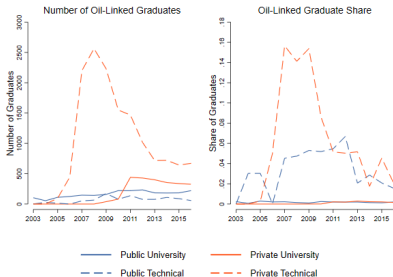 Number of Oil-Linked Graduates
Oil-Linked Graduate Share
Number of Graduates
0
500
1000
1500
2000
2500
3000
2003 2005 2007 2009 2011 2013 2015
Share of Graduates
0
.02
.04
.06
.08
.1
.12
.14
.16
.18
2003 2005 2007 2009 2011 2013 2015
Public University
Private University
Public Technical
Private Technical